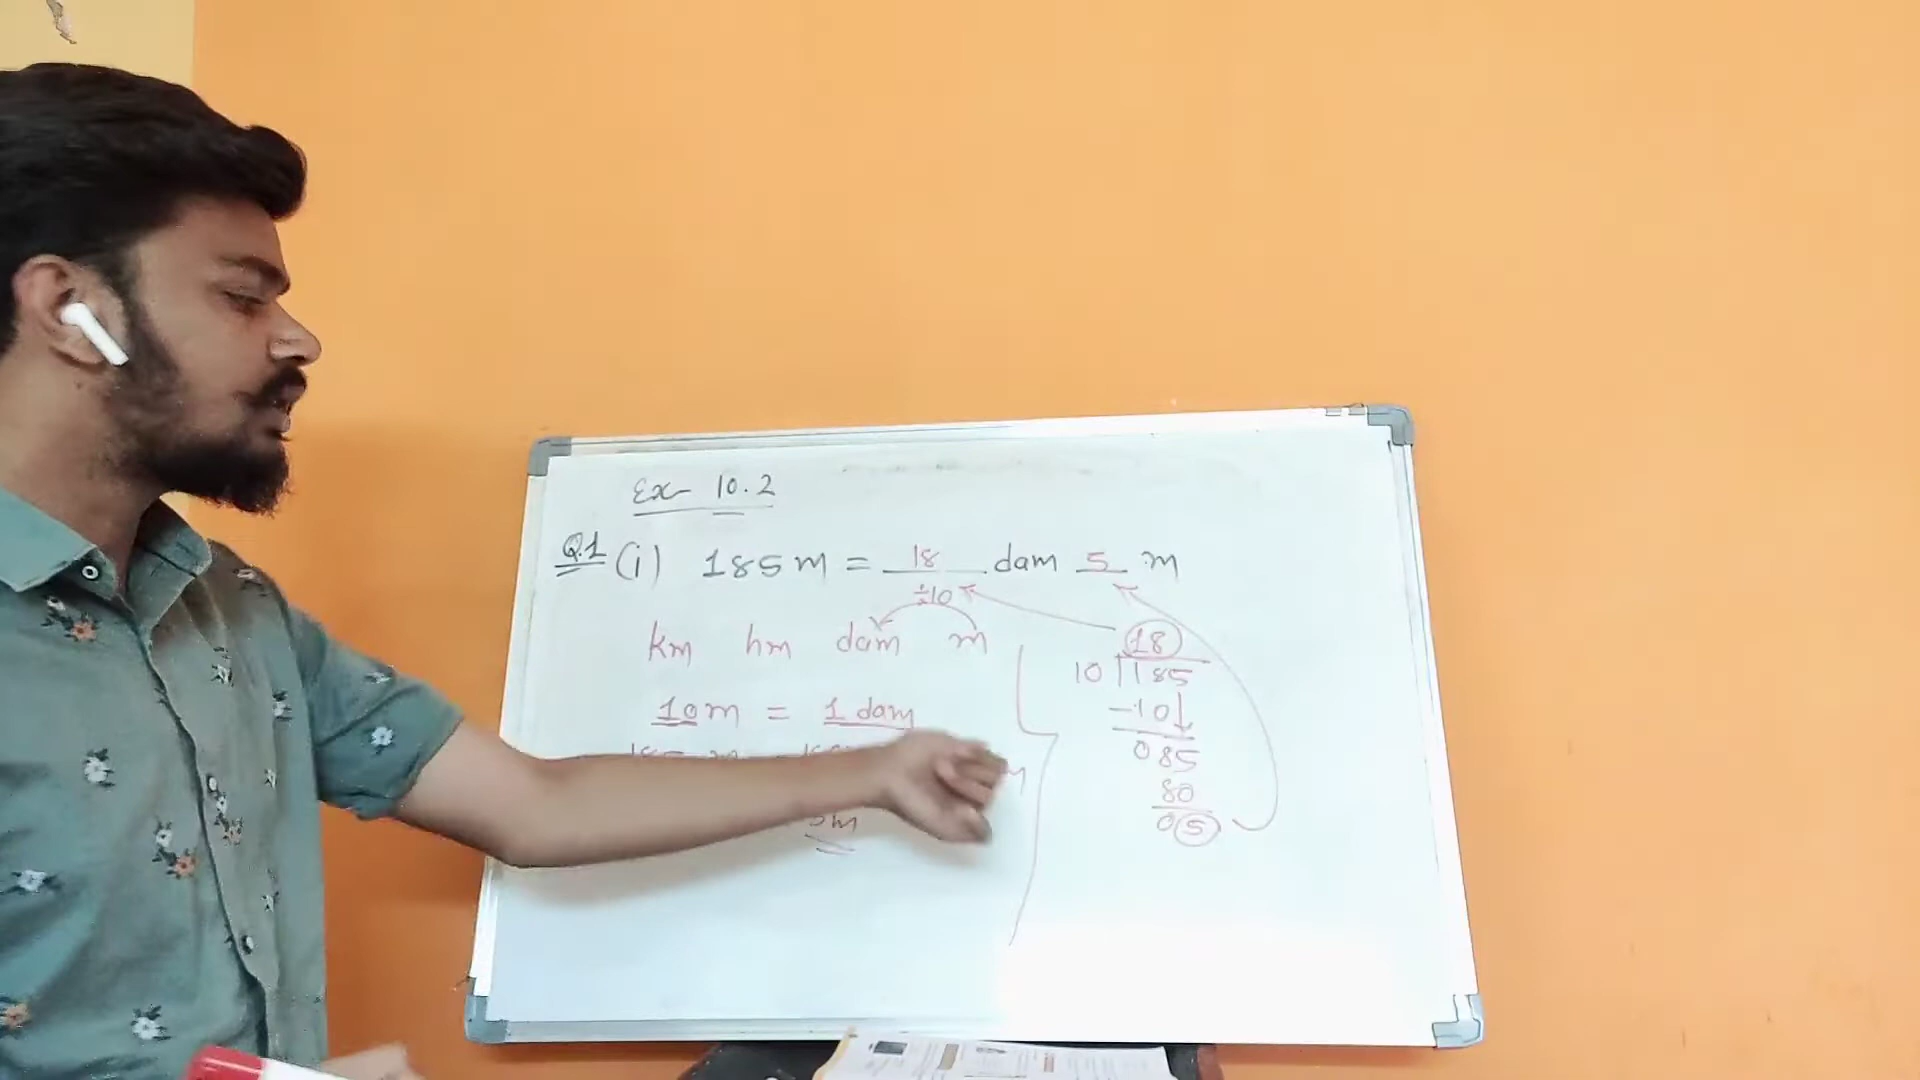 Ex- 10.2
Q.1 (i) 185 m = 18 dam 5 m
÷10
km hm dam m
10 m = 1 dam
5m
18
10 185
-10
085
80
05